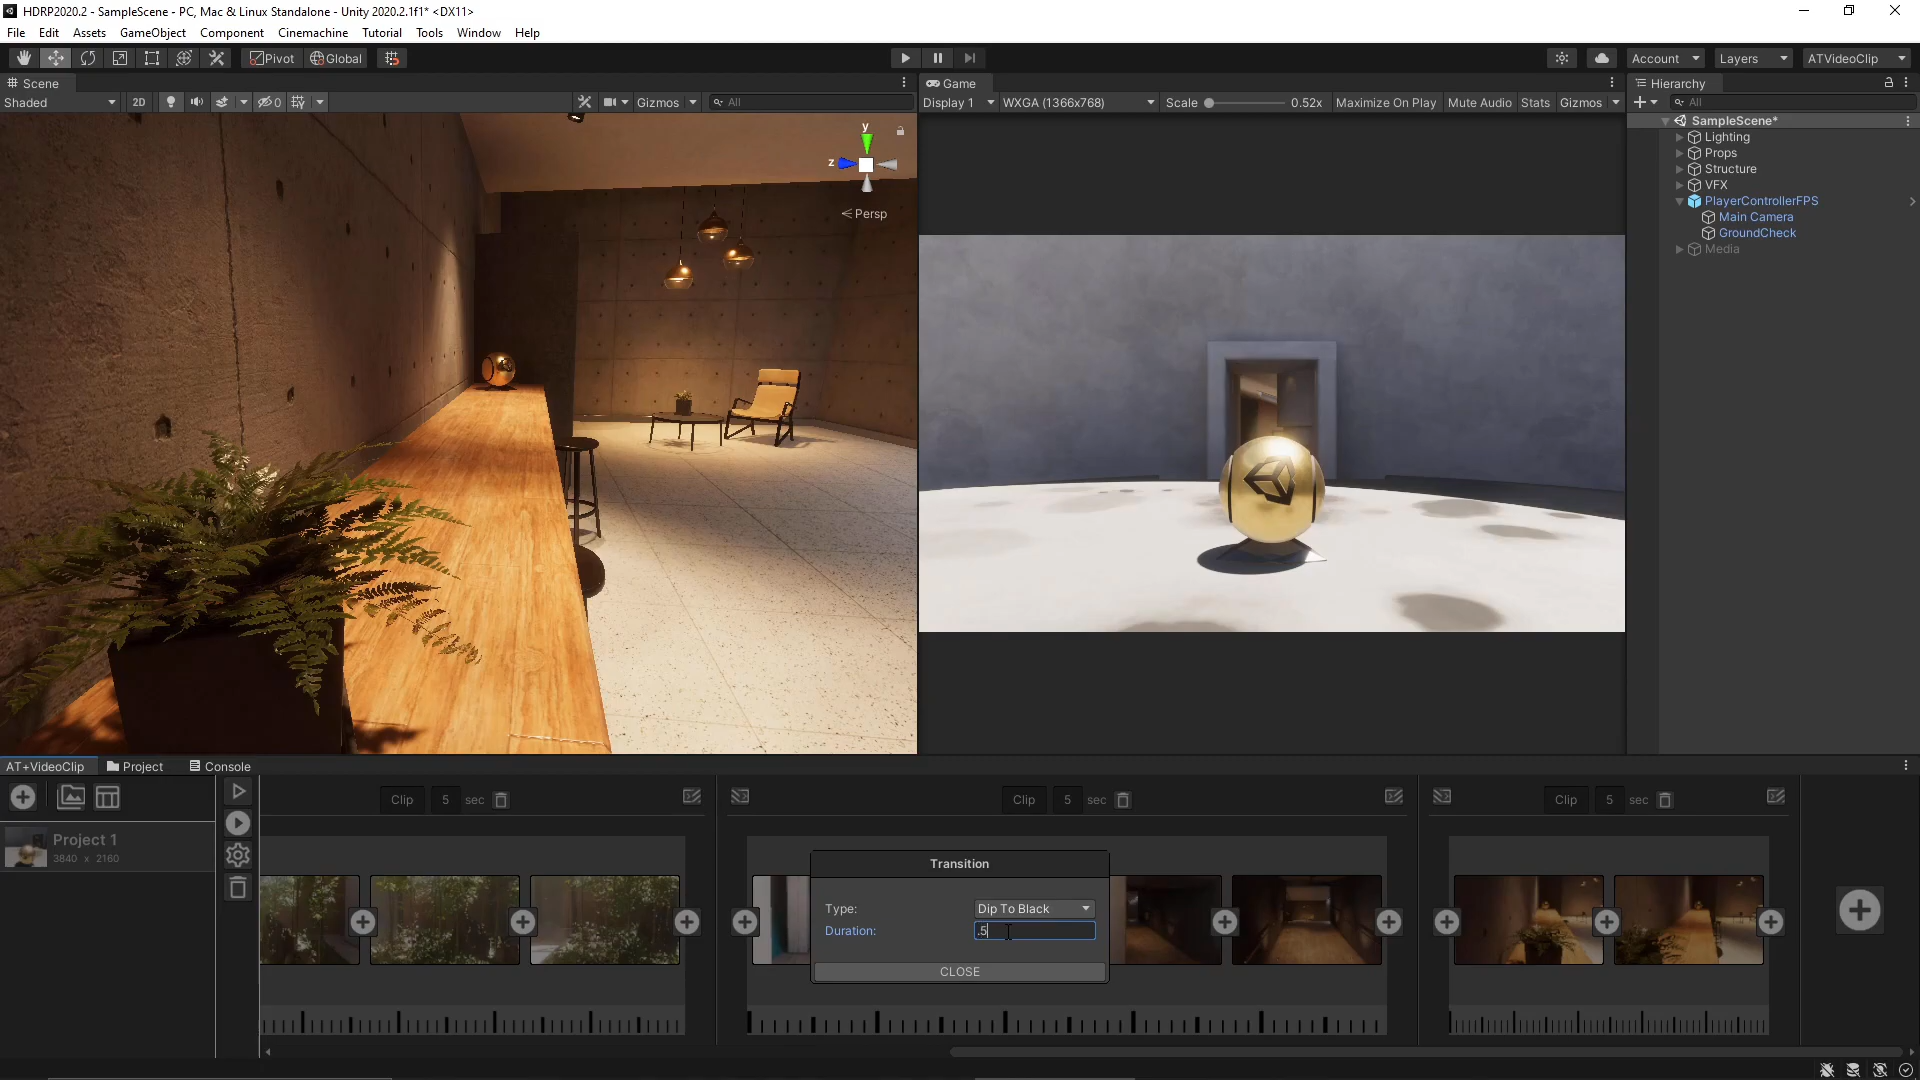 HDRP2020.2 - SampleScene - PC, Mac & Linux Standalone - Unity 2020.2.1f1* <DX11>
File Edit Assets GameObject Component Cinemachine Tutorial Tools Window Help
Pivot Global Account Layers ATVideoClip
Scene
Shaded 2D 0 Gizmos All
y
z
Persp
Game
Display 1 WXGA (1366x768) Scale 0.52x Maximize On Play Mute Audio Stats Gizmos
Hierarchy
All
SampleScene*
Lighting
Props
Structure
VFX
PlayerControllerFPS
Main Camera
GroundCheck
Media
AT+VideoClip Project Console
Project 1
3840 x 2160
Clip 5 sec
Clip 5 sec
Clip 5 sec
Transition
Type: Dip To Black
Duration: .5
CLOSE